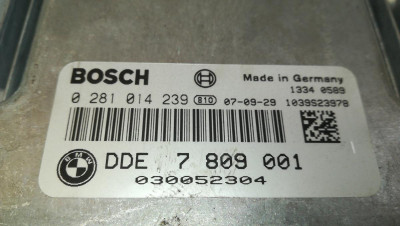 BOSCH Made in Germany
1334 0589
0 281 014 239 810 07-09-29 1039S23978
BMW DDE 7 809 001
030052304